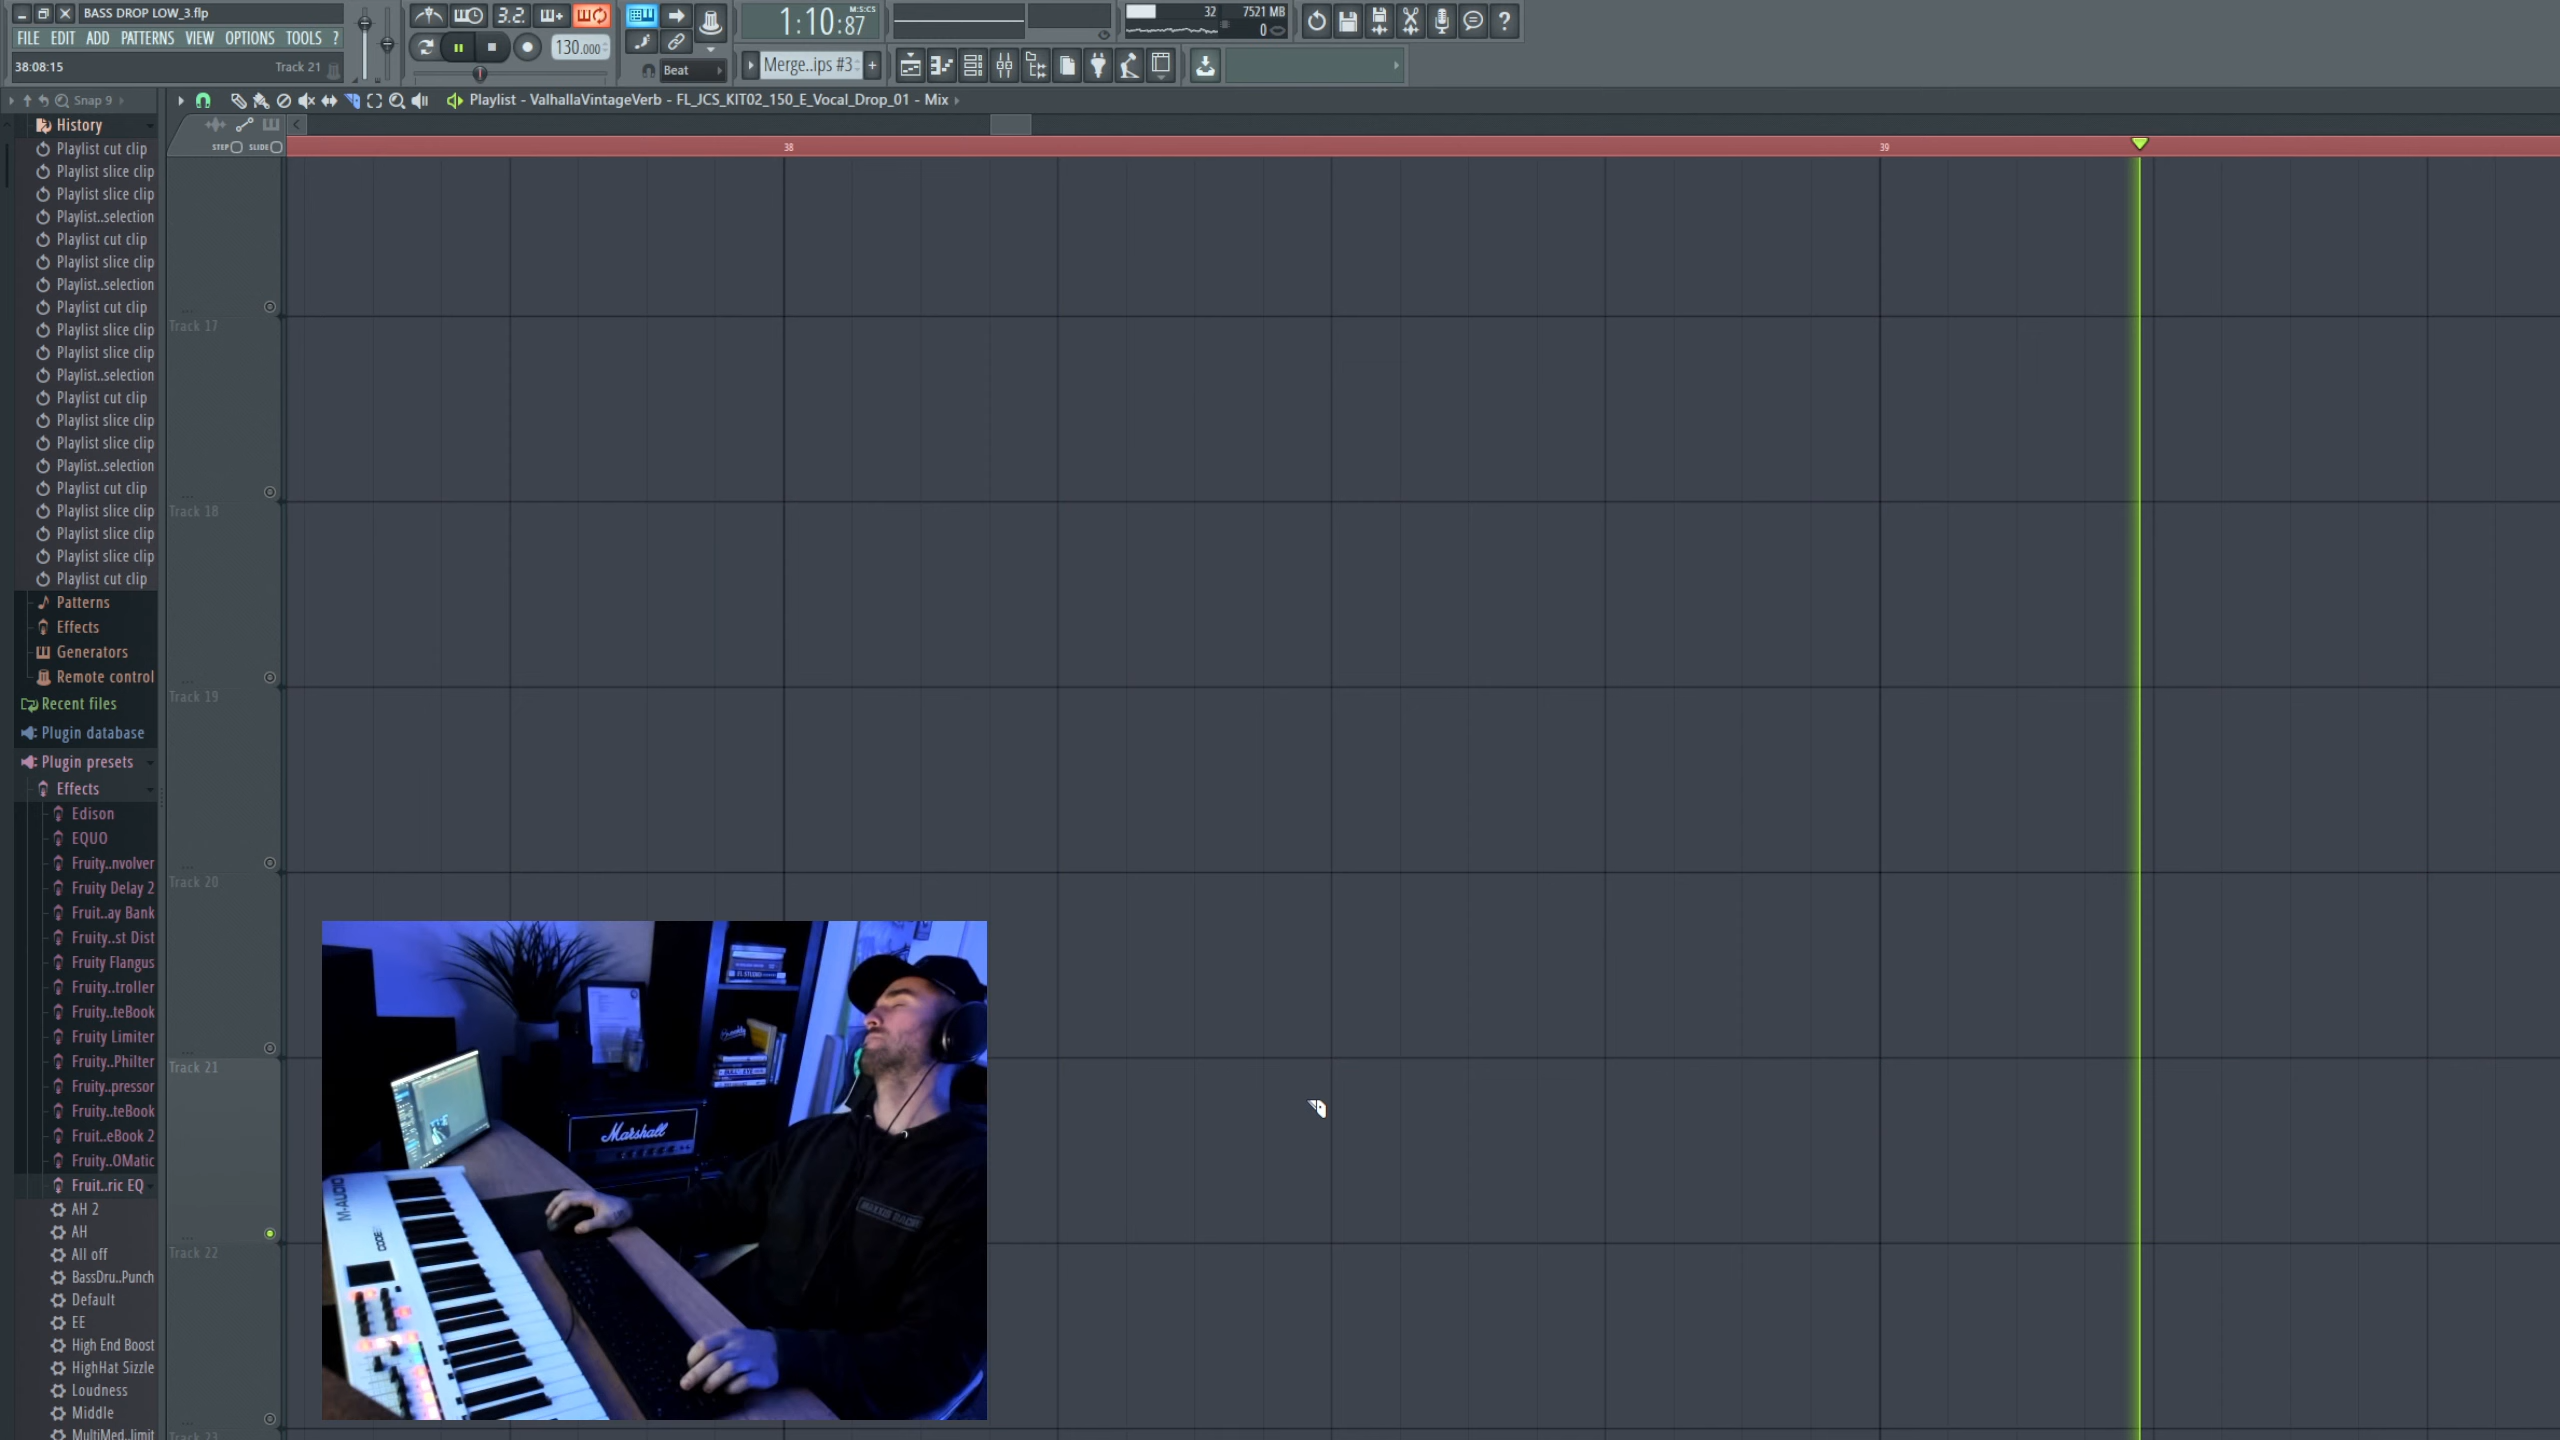 BASS DROP LOW_3.flp
FILE EDIT ADD PATTERNS VIEW OPTIONS TOOLS ?
38:08:15 Track 21
3.2.
130.000
Beat
1:10:87
M:S:CS
Merge..ips #3
32
7521 MB
0
Snap 9
Playlist - ValhallaVintageVerb - FL_JCS_KIT02_150_E_Vocal_Drop_01 - Mix
STEP SLIDE
38
39
History
Playlist cut clip
Playlist slice clip
Playlist slice clip
Playlist..selection
Playlist cut clip
Playlist slice clip
Playlist..selection
Playlist cut clip
Playlist slice clip
Playlist slice clip
Playlist..selection
Playlist cut clip
Playlist slice clip
Playlist slice clip
Playlist..selection
Playlist cut clip
Playlist slice clip
Playlist slice clip
Playlist slice clip
Playlist cut clip
Patterns
Effects
Generators
Remote control
Recent files
Plugin database
Plugin presets
Effects
Edison
EQUO
Fruity..nvolver
Fruity Delay 2
Fruit..ay Bank
Fruity..st Dist
Fruity Flangus
Fruity..troller
Fruity..teBook
Fruity Limiter
Fruity..Philter
Fruity..pressor
Fruity..teBook
Fruit..eBook 2
Fruity..OMatic
Fruit..ric EQ
AH 2
AH
All off
BassDru..Punch
Default
EE
High End Boost
HighHat Sizzle
Loudness
Middle
MultiMed..limit
Track 17
Track 18
Track 19
Track 20
Track 21
Track 22
Track 23
Marshall
M-AUDIO
CODE